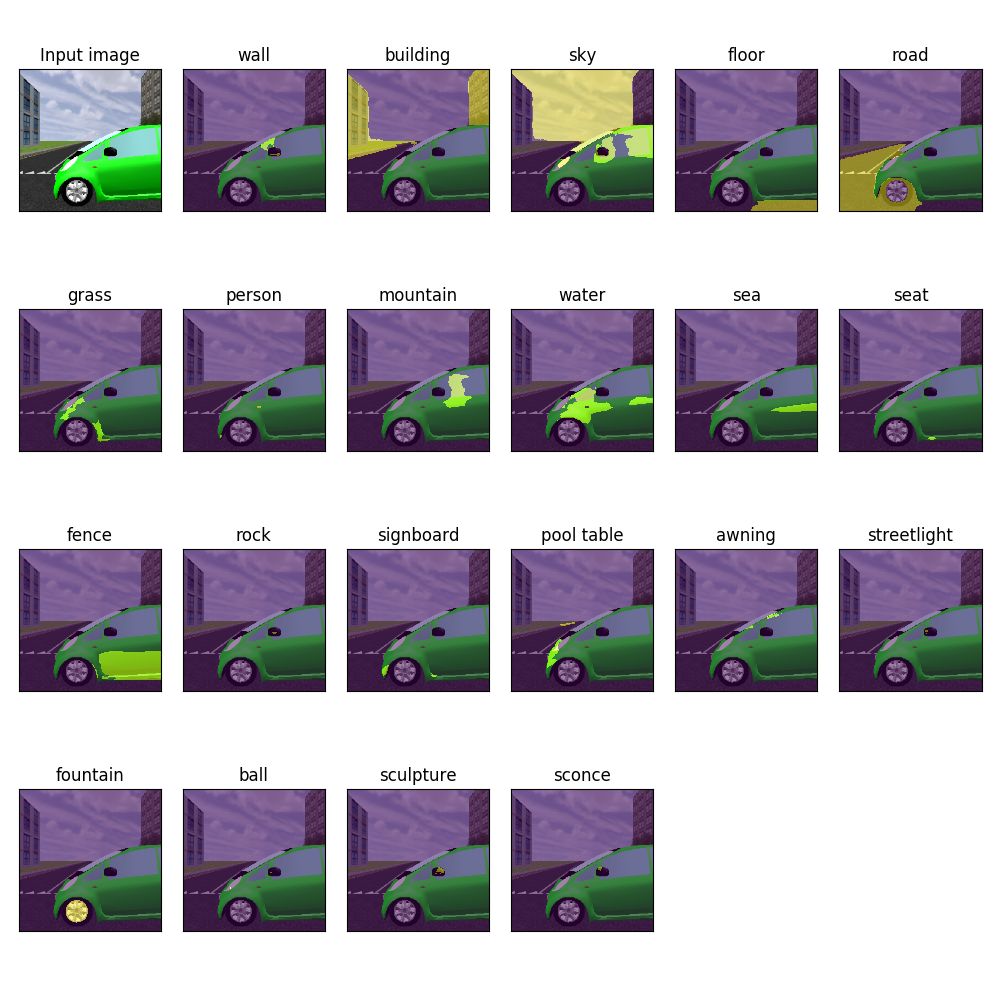 Input image
wall
building
sky
floor
road
grass
person
mountain
water
sea
seat
fence
rock
signboard
pool table
awning
streetlight
fountain
ball
sculpture
sconce